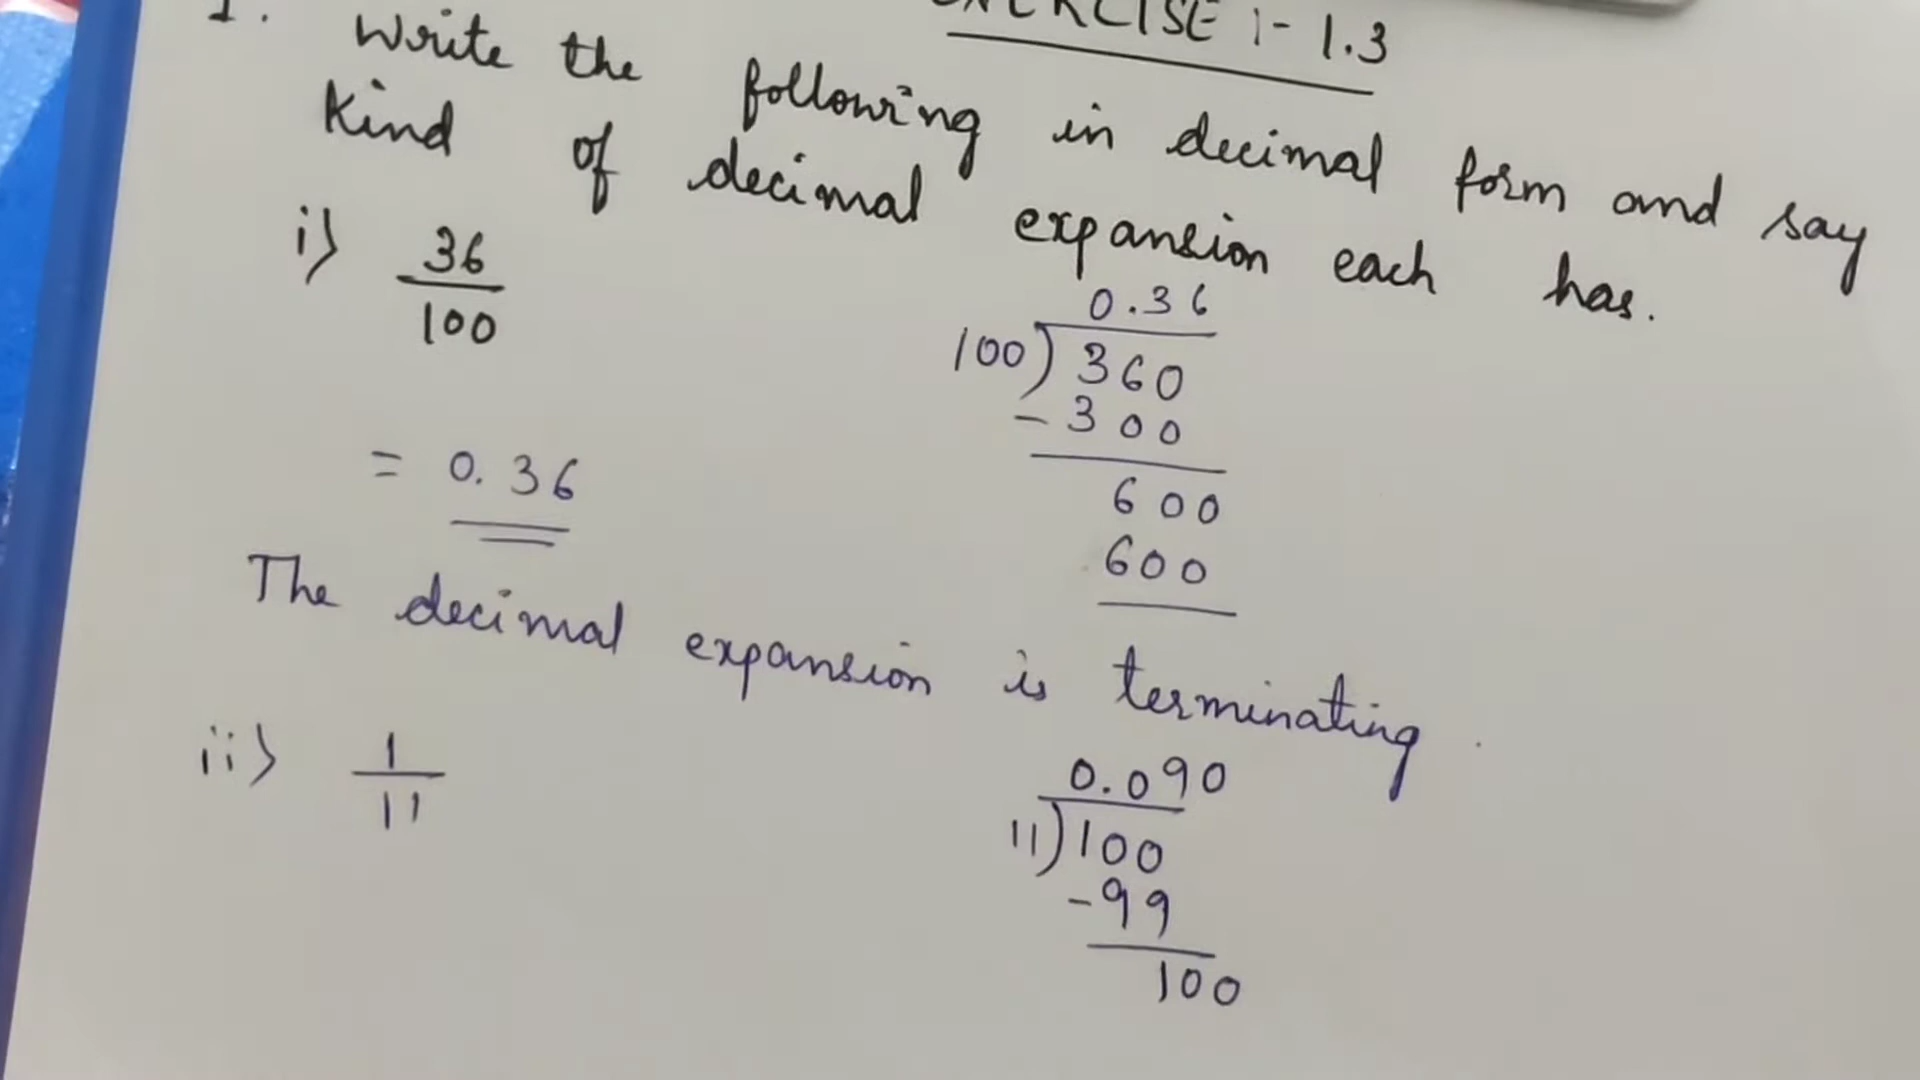 EXERCISE :- 1.3
1. Write the following in decimal form and say
Kind of decimal expansion each has.
i) 36/100
0.36
100) 360
- 300
600
600
= 0.36
The decimal expansion is terminating.
ii) 1/11
0.090
11) 100
- 99
100